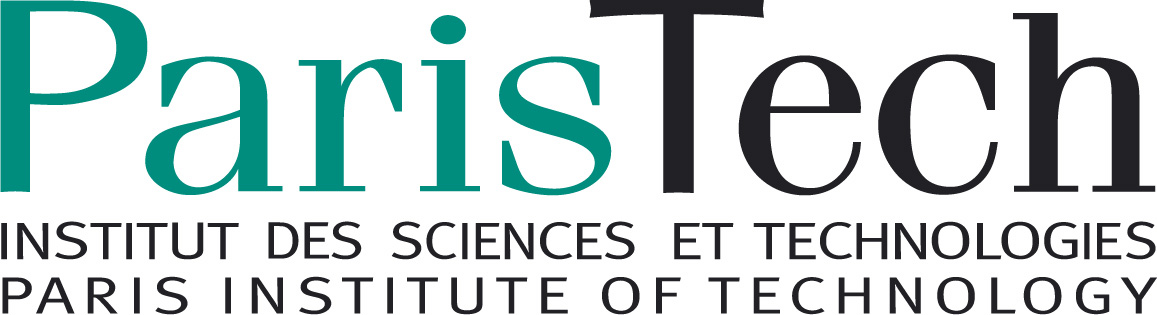 ParisTech
INSTITUT DES SCIENCES ET TECHNOLOGIES
PARIS INSTITUTE OF TECHNOLOGY